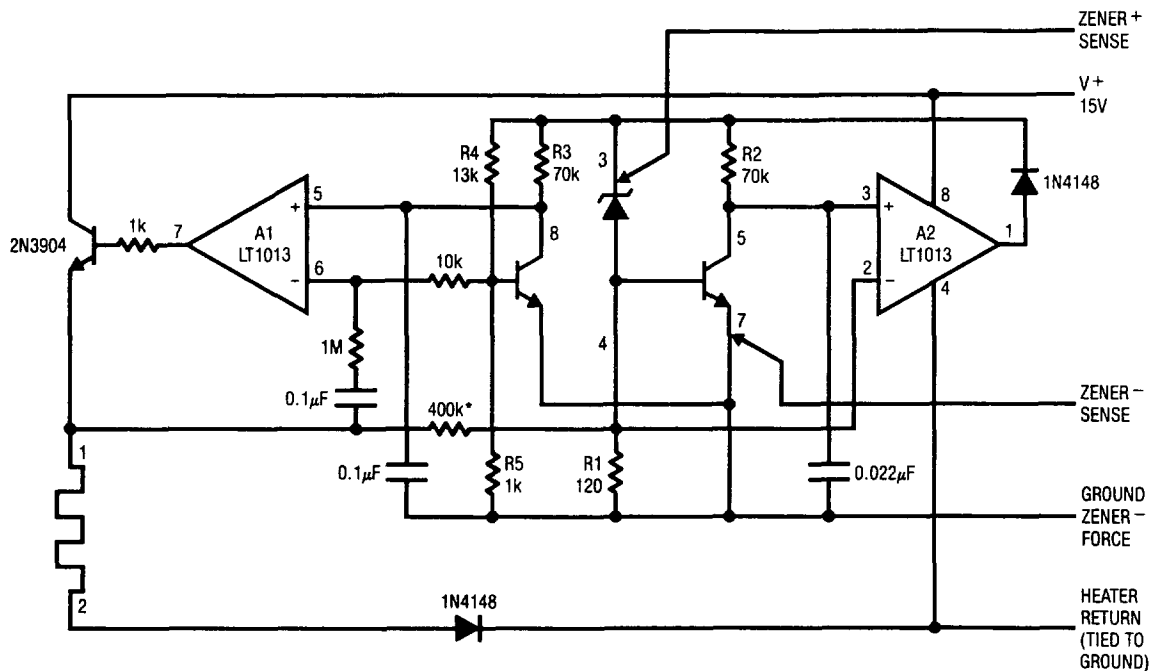 ZENER+
SENSE
V+
15V
R4
13k
R3
70k
3
R2
70k
1N4148
5
3
8
2N3904
1k
7
A1
LT1013
8
5
A2
LT1013
1
6
10k
2
4
7
1M
4
0.1μF
400k*
ZENER−
SENSE
1
0.1μF
R5
1k
R1
120
0.022μF
GROUND
ZENER−
FORCE
2
1N4148
HEATER
RETURN
(TIED TO
GROUND)